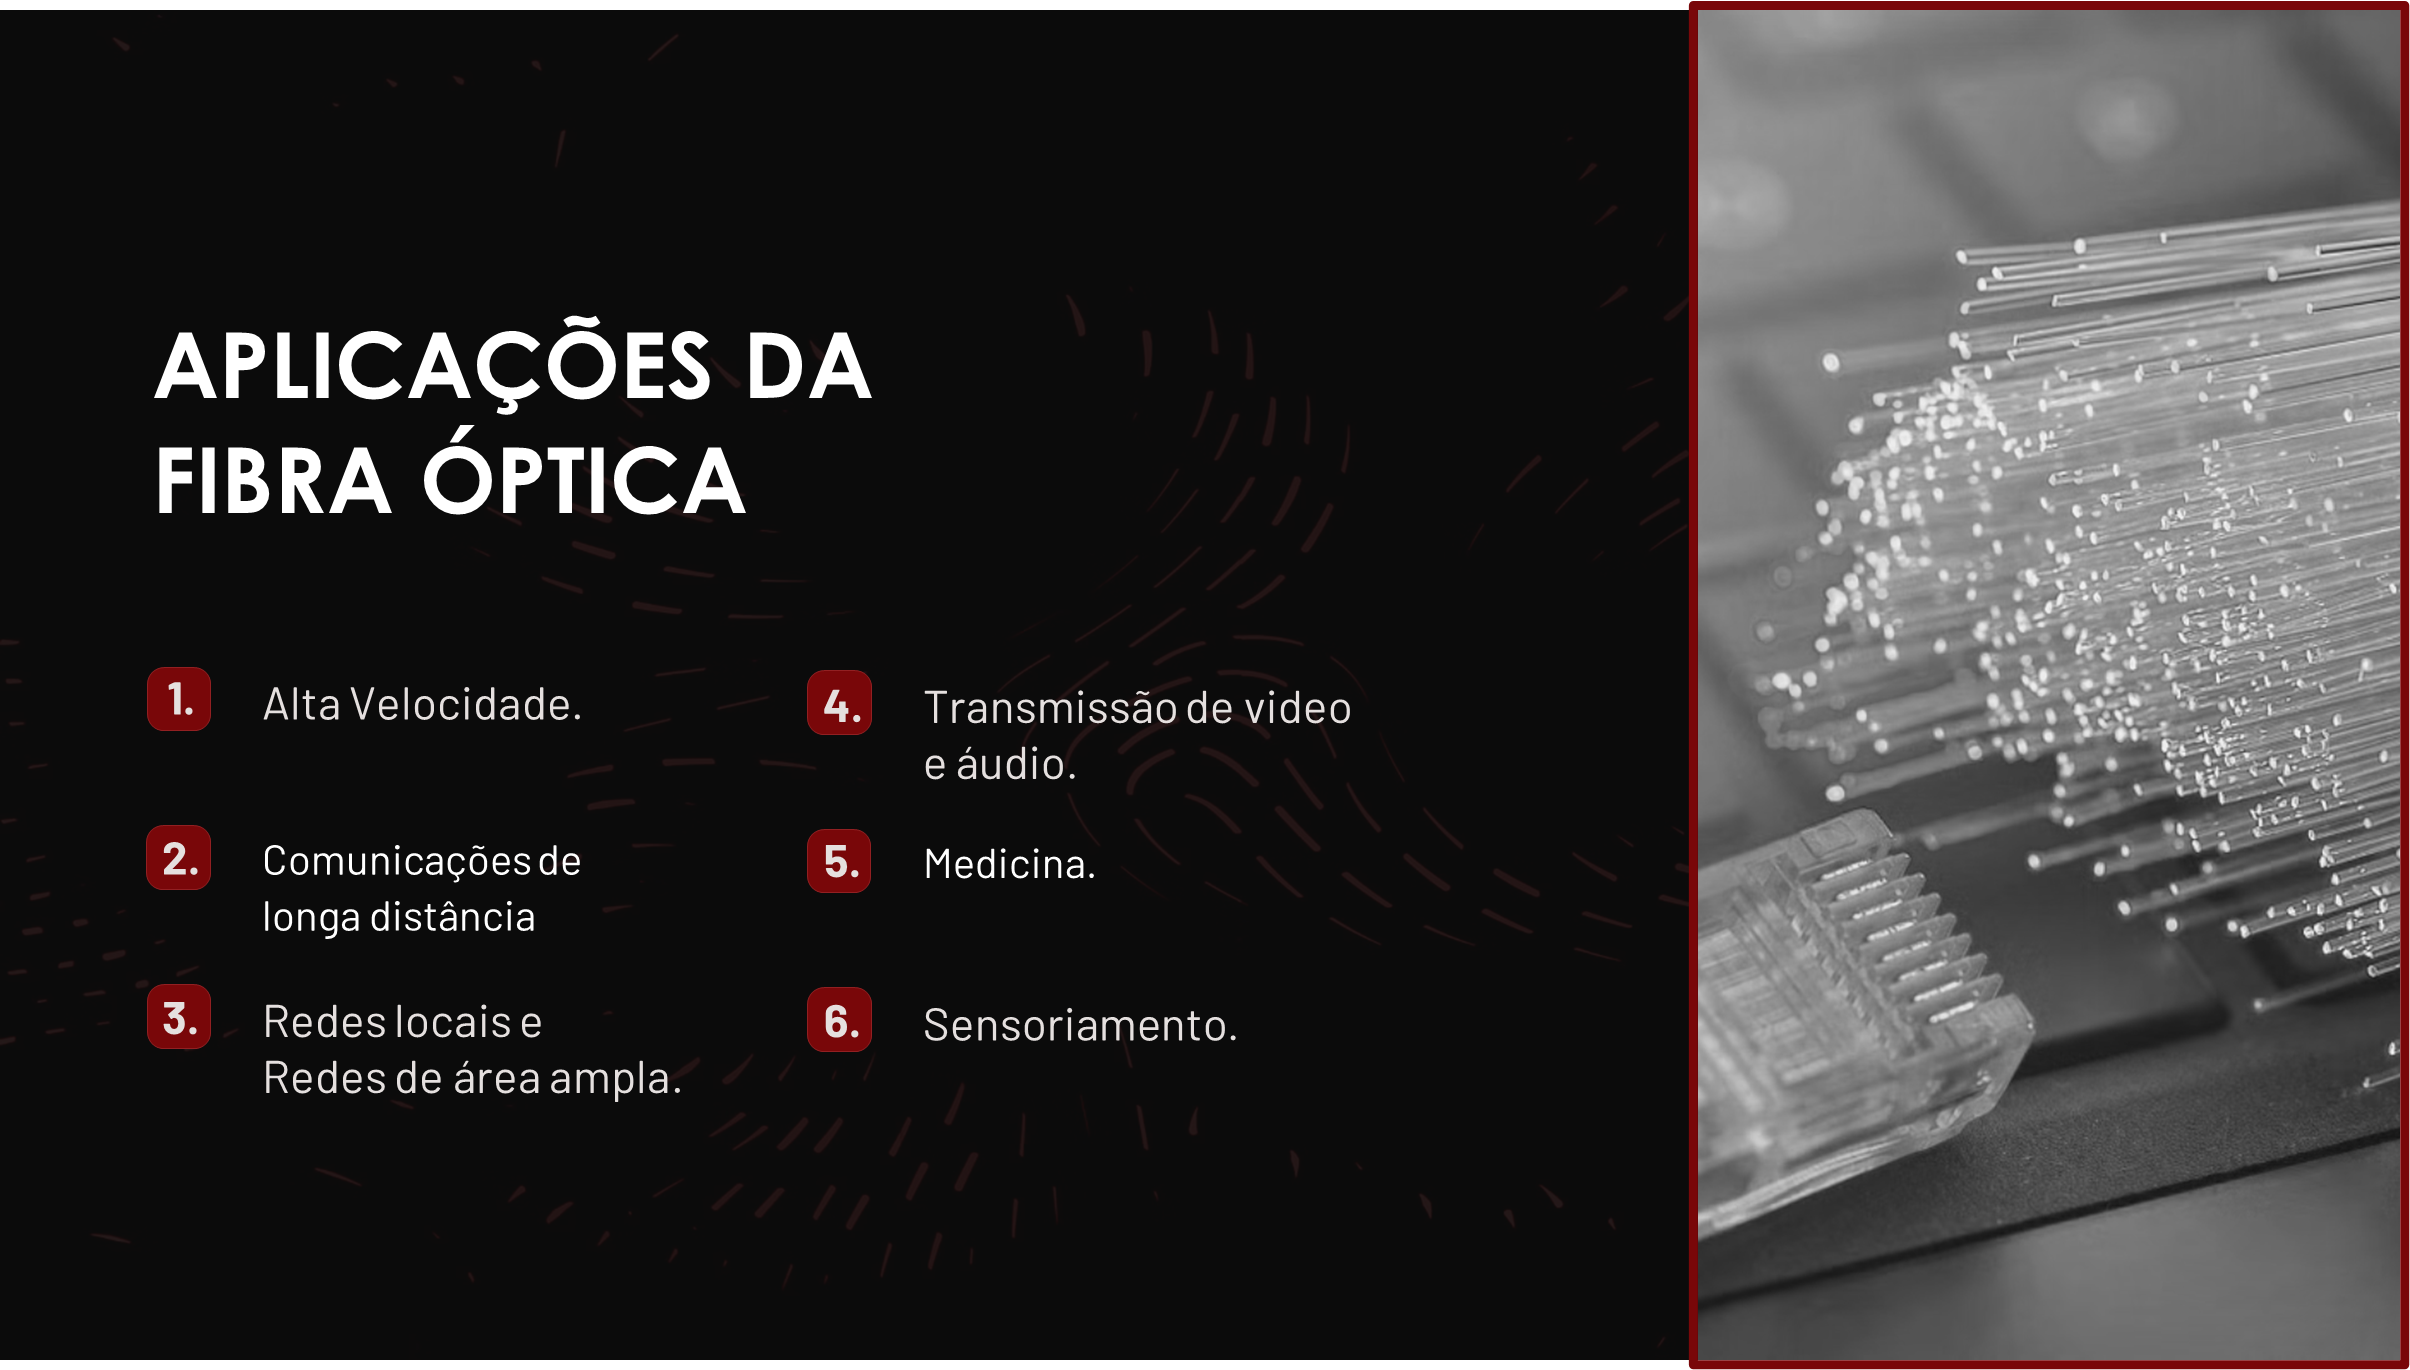 APLICAÇÕES DA
FIBRA ÓPTICA
1. Alta Velocidade.
2. Comunicações de
longa distância
3. Redes locais e
Redes de área ampla.
4. Transmissão de video
e áudio.
5. Medicina.
6. Sensoriamento.